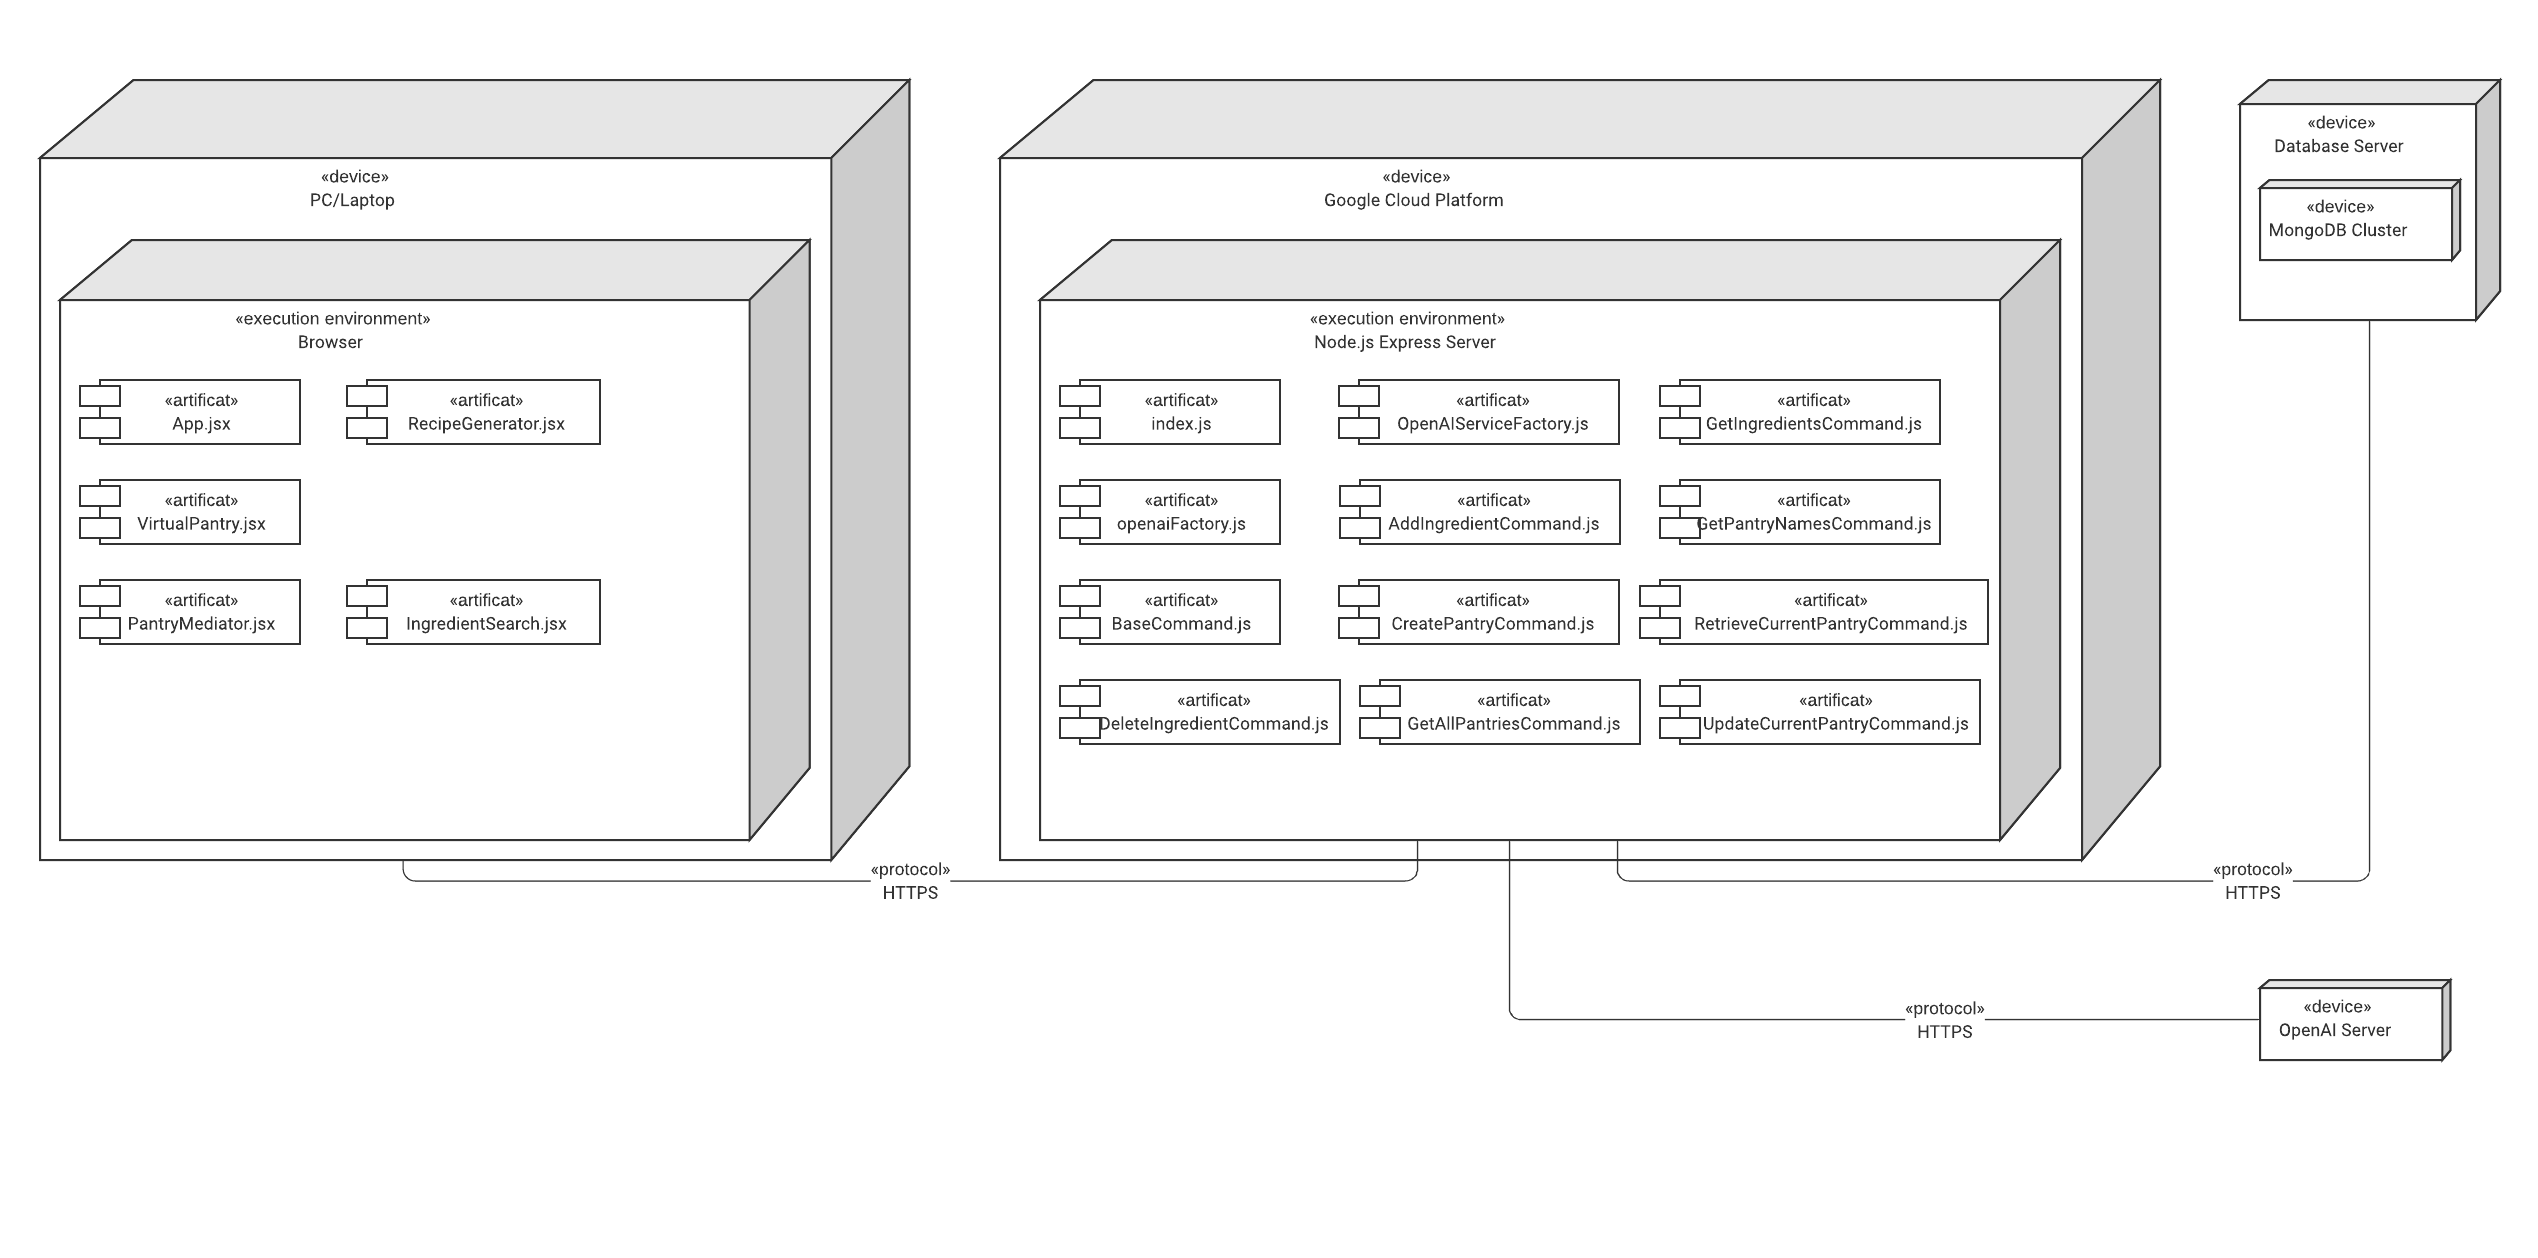 «device»
PC/Laptop
«execution environment»
Browser
«artificat»
App.jsx
«artificat»
RecipeGenerator.jsx
«artificat»
VirtualPantry.jsx
«artificat»
PantryMediator.jsx
«artificat»
IngredientSearch.jsx
«device»
Google Cloud Platform
«execution environment»
Node.js Express Server
«artificat»
index.js
«artificat»
OpenAIServiceFactory.js
«artificat»
GetIngredientsCommand.js
«artificat»
openaiFactory.js
«artificat»
AddIngredientCommand.js
«artificat»
GetPantryNamesCommand.js
«artificat»
BaseCommand.js
«artificat»
CreatePantryCommand.js
«artificat»
RetrieveCurrentPantryCommand.js
«artificat»
DeleteIngredientCommand.js
«artificat»
GetAllPantriesCommand.js
«artificat»
UpdateCurrentPantryCommand.js
«device»
Database Server
«device»
MongoDB Cluster
«protocol»
HTTPS
«protocol»
HTTPS
«protocol»
HTTPS
«device»
OpenAI Server